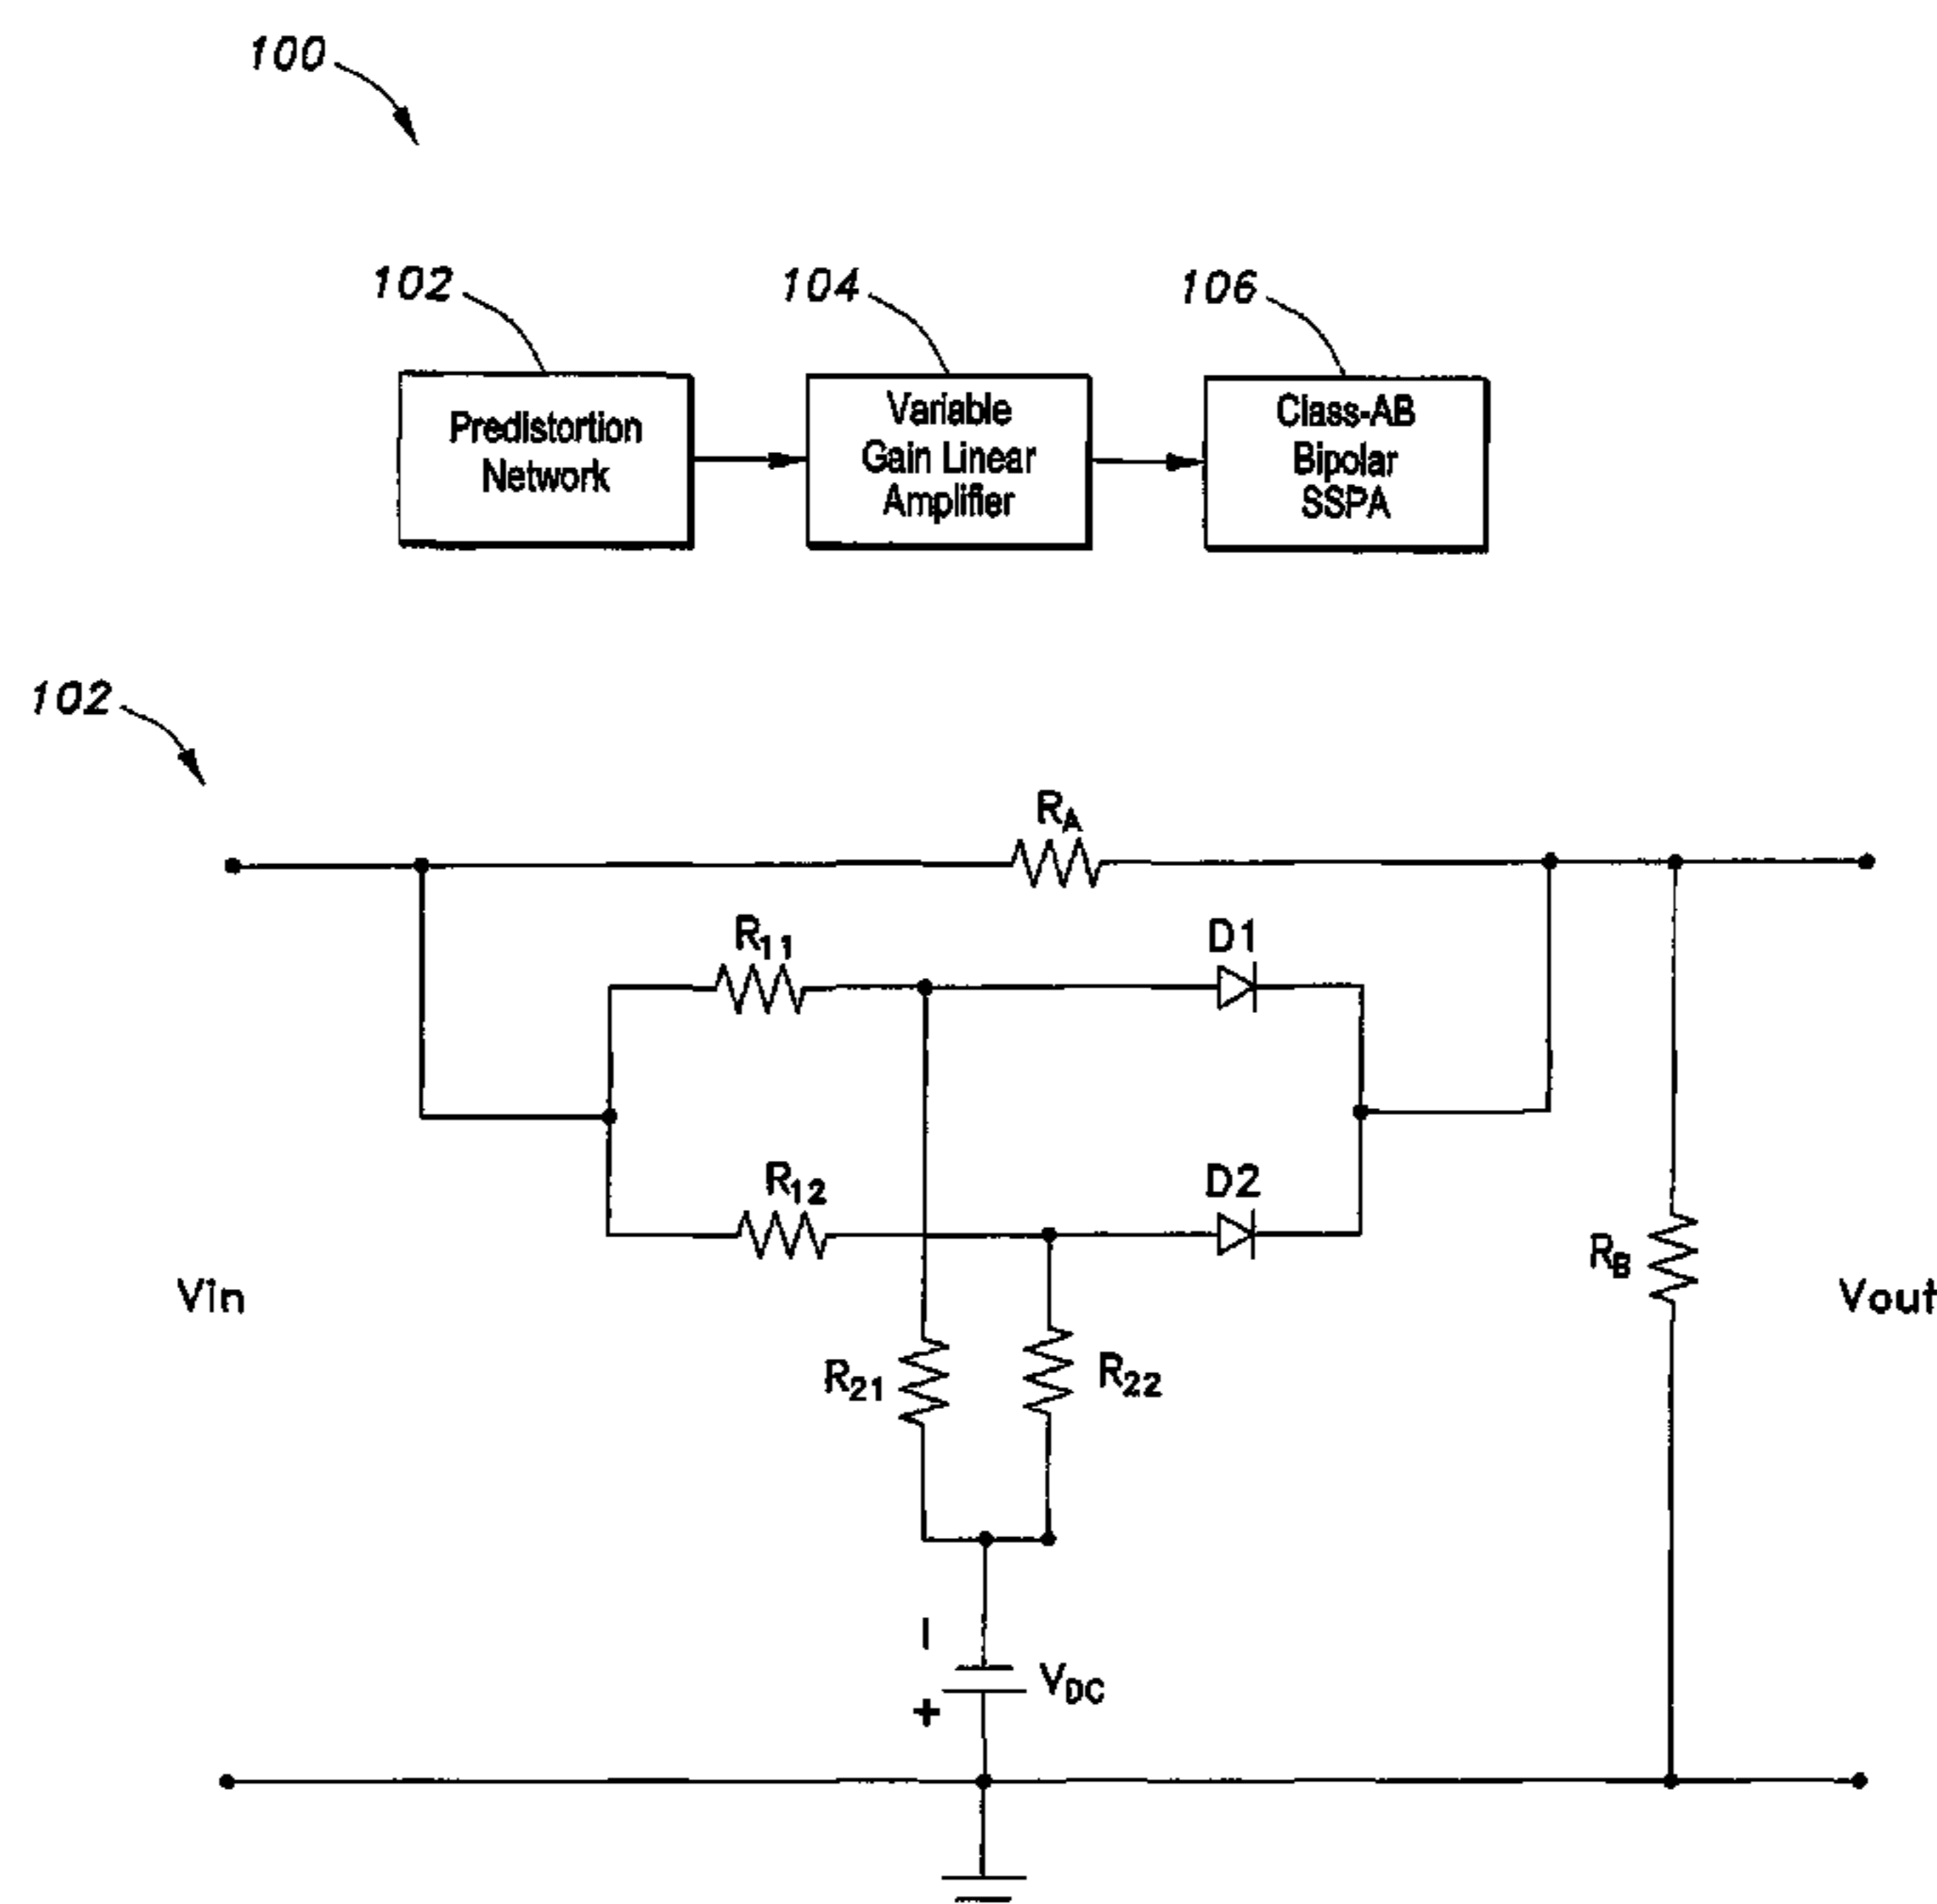 100
102
104
106
Predistortion
Network
Variable
Gain Linear
Amplifier
Class-AB
Bipolar
SSPA
102
RA
R11
D1
R12
D2
Vin
RB
Vout
R21
R22
−
VDC
+